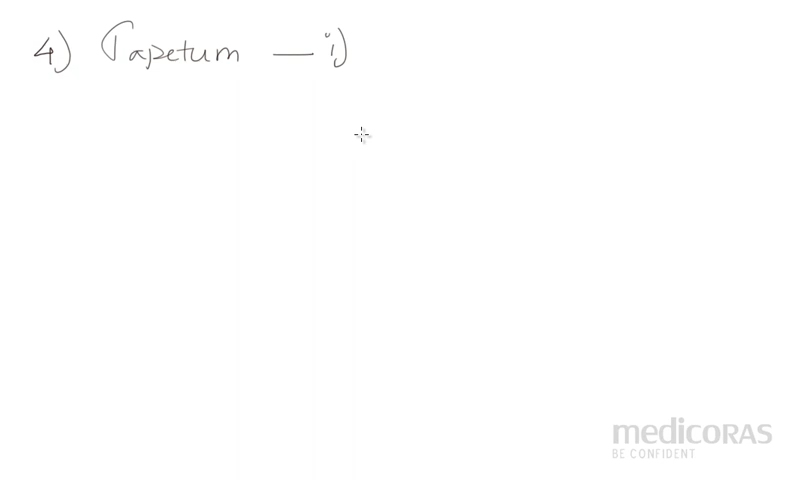 4) Tapetum — i)
medicoras
BE CONFIDENT